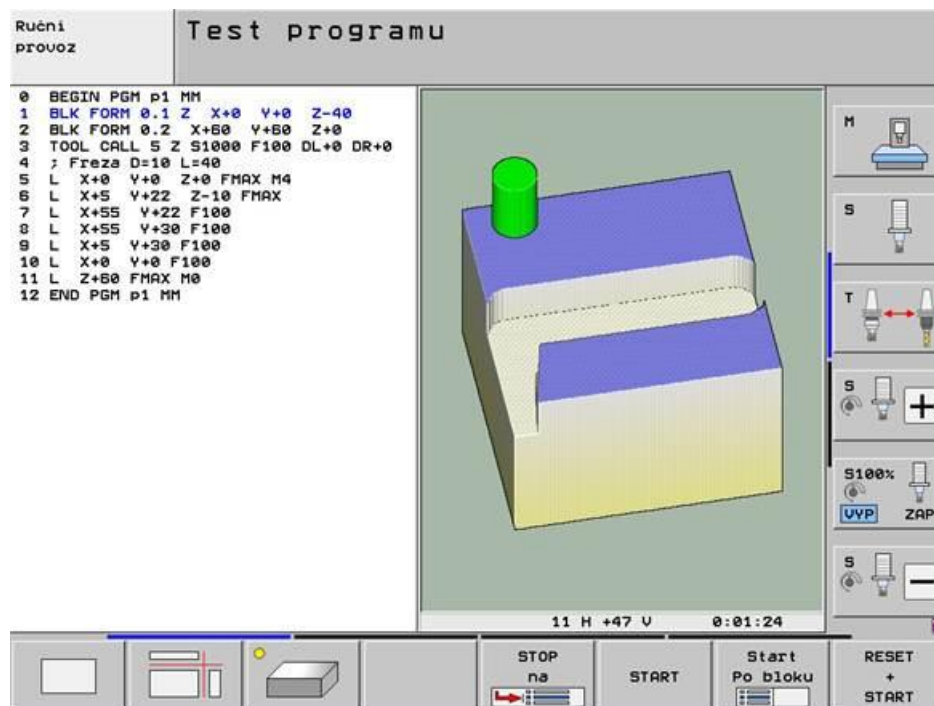 Ruční
provoz
Test programu
0 BEGIN PGM p1 MM
1 BLK FORM 0.1 Z X+0 Y+0 Z-40
2 BLK FORM 0.2 X+60 Y+60 Z+0
3 TOOL CALL 5 Z S1000 F100 DL+0 DR+0
4 ; Freza D=10 L=40
5 L X+0 Y+0 Z+0 FMAX M4
6 L X+5 Y+22 Z-10 FMAX
7 L X+55 Y+22 F100
8 L X+55 Y+30 F100
9 L X+5 Y+30 F100
10 L X+0 Y+0 F100
11 L Z+60 FMAX M0
12 END PGM p1 MM
11 H +47 V 0:01:24
M
S
T
S
+
S100%
VYP ZAP
S
-
STOP
na
START
Start
Po bloku
RESET
+
START